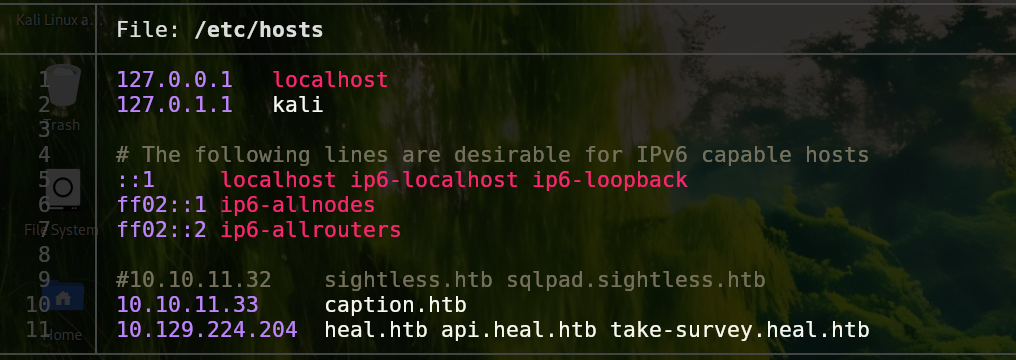 Kali Linux a...
File: /etc/hosts
1 127.0.0.1 localhost
2 127.0.1.1 kali
3
Trash
4 # The following lines are desirable for IPv6 capable hosts
5 ::1 localhost ip6-localhost ip6-loopback
6 ff02::1 ip6-allnodes
7 ff02::2 ip6-allrouters
File System
8
9 #10.10.11.32 sightless.htb sqlpad.sightless.htb
10 10.10.11.33 caption.htb
11 10.129.224.204 heal.htb api.heal.htb take-survey.heal.htb
Home